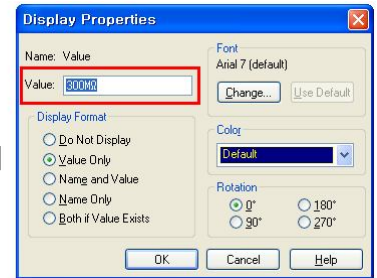 Display Properties
Name: Value
Value: 300MΩ
Font
Arial 7 (default)
Change... Use Default
Display Format
Do Not Display
Value Only
Name and Value
Name Only
Both if Value Exists
Color
Default
Rotation
0° 180°
90° 270°
OK Cancel Help